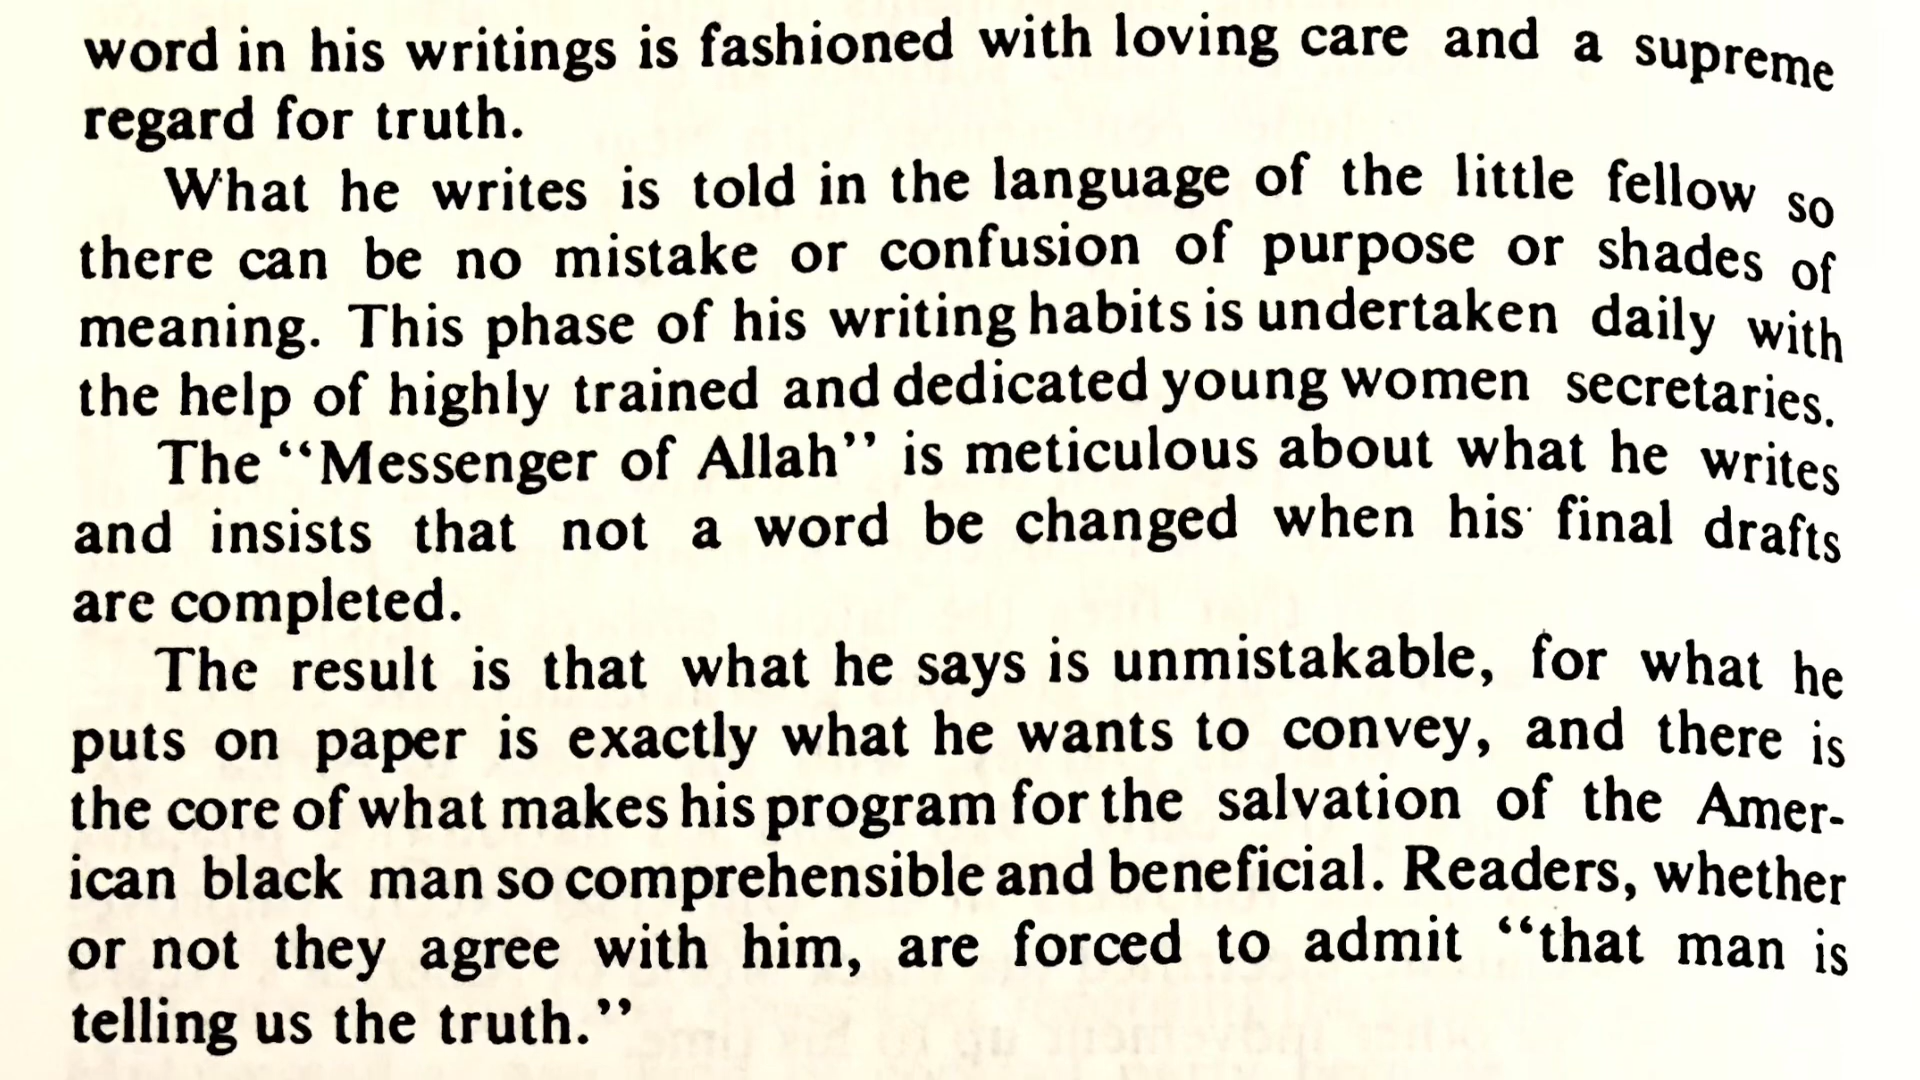 word in his writings is fashioned with loving care and a supreme
regard for truth.
What he writes is told in the language of the little fellow so
there can be no mistake or confusion of purpose or shades of
meaning. This phase of his writing habits is undertaken daily with
the help of highly trained and dedicated young women secretaries.
The “Messenger of Allah” is meticulous about what he writes
and insists that not a word be changed when his final drafts
are completed.
The result is that what he says is unmistakable, for what he
puts on paper is exactly what he wants to convey, and there is
the core of what makes his program for the salvation of the Amer-
ican black man so comprehensible and beneficial. Readers, whether
or not they agree with him, are forced to admit “that man is
telling us the truth.”